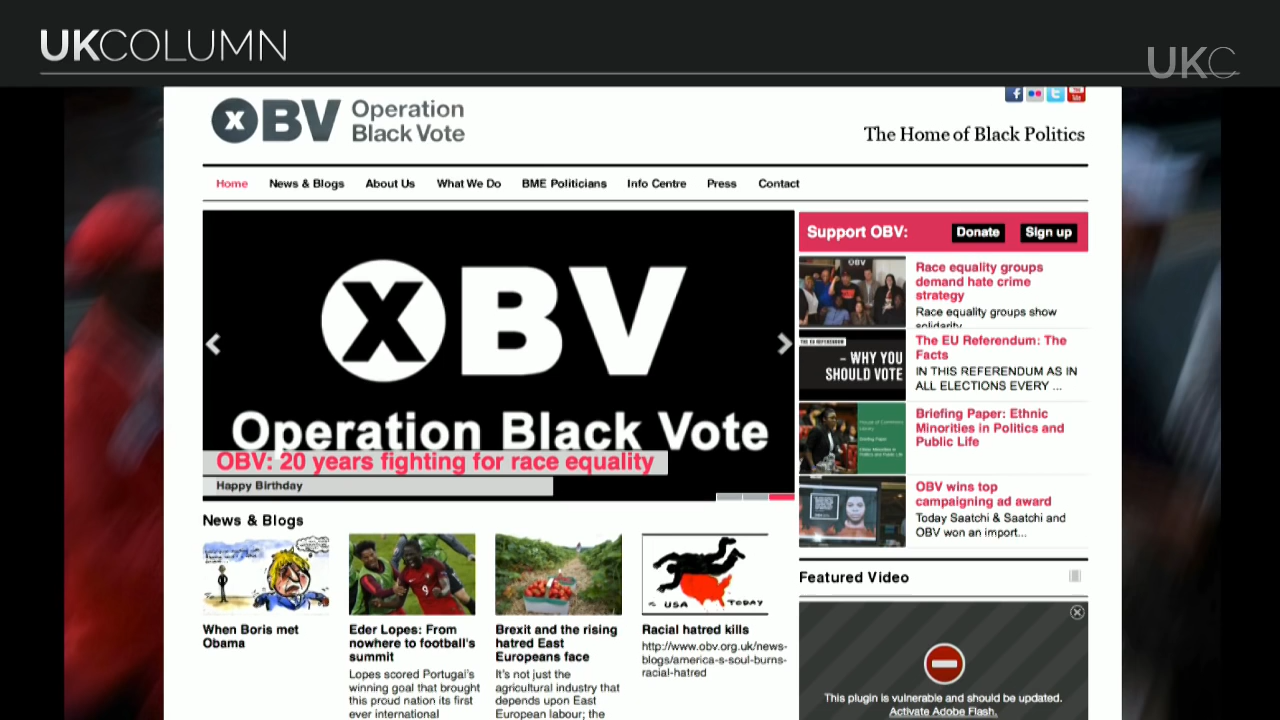 UKCOLUMN
UKC
XBV Operation
Black Vote
The Home of Black Politics
Home News & Blogs About Us What We Do BME Politicians Info Centre Press Contact
XBV
Operation Black Vote
OBV: 20 years fighting for race equality
Happy Birthday
Support OBV: Donate Sign up
Race equality groups
demand hate crime
strategy
Race equality groups show
solidarity
THE EU REFERENDUM
– WHY YOU
SHOULD VOTE
The EU Referendum: The
Facts
IN THIS REFERENDUM AS IN
ALL ELECTIONS EVERY ...
Briefing Paper: Ethnic
Minorities in Politics and
Public Life
OBV wins top
campaigning ad award
Today Saatchi & Saatchi and
OBV won an import...
News & Blogs
When Boris met
Obama
Eder Lopes: From
nowhere to football's
summit
Lopes scored Portugal's
winning goal that brought
this proud nation its first
ever international
Brexit and the rising
hatred East
Europeans face
It's not just the
agricultural industry that
depends upon East
European labour; the
USA TODAY
Racial hatred kills
http://www.obv.org.uk/news-
blogs/america-s-soul-burns-
racial-hatred
Featured Video
This plugin is vulnerable and should be updated.
Activate Adobe Flash.